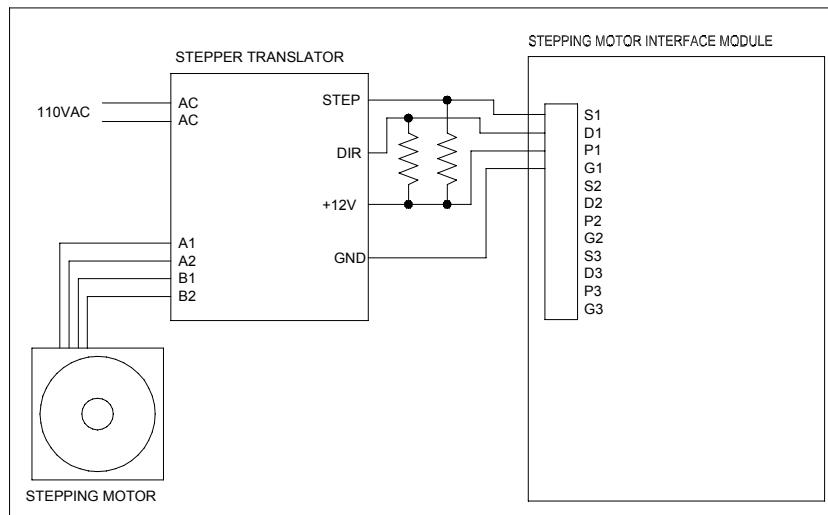 STEPPING MOTOR INTERFACE MODULE
STEPPER TRANSLATOR
110VAC
AC
AC
STEP
DIR
+12V
GND
A1
A2
B1
B2
S1
D1
P1
G1
S2
D2
P2
G2
S3
D3
P3
G3
STEPPING MOTOR